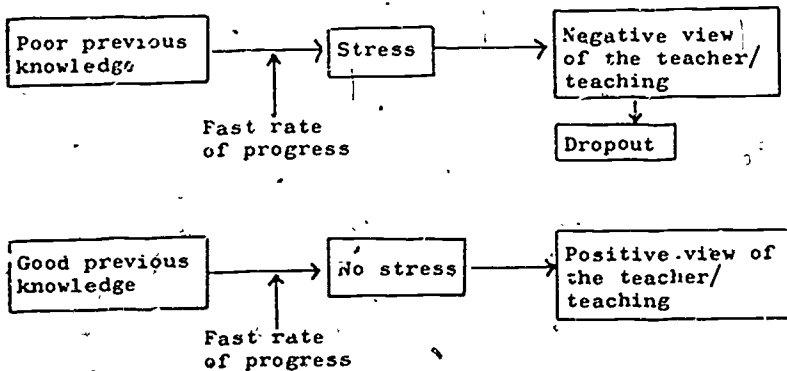 Poor previous
knowledge
Stress
Negative view
of the teacher/
teaching
Fast rate
of progress
Dropout
Good previous
knowledge
No stress
Positive view of
the teacher/
teaching
Fast rate
of progress